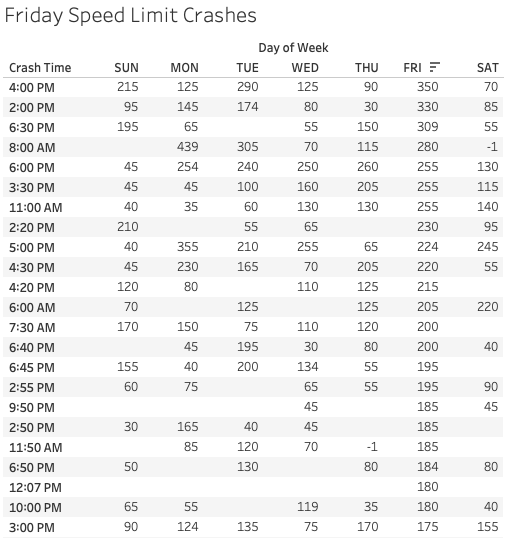 Friday Speed Limit Crashes
Day of Week
Crash Time SUN MON TUE WED THU FRI SAT
4:00 PM 215 125 290 125 90 350 70
2:00 PM 95 145 174 80 30 330 85
6:30 PM 195 65 55 150 309 55
8:00 AM 439 305 70 115 280 -1
6:00 PM 45 254 240 250 260 255 130
3:30 PM 45 45 100 160 205 255 115
11:00 AM 40 35 60 130 130 255 140
2:20 PM 210 55 65 230 95
5:00 PM 40 355 210 255 65 224 245
4:30 PM 45 230 165 70 205 220 55
4:20 PM 120 80 110 125 215
6:00 AM 70 125 125 205 220
7:30 AM 170 150 75 110 120 200
6:40 PM 45 195 30 80 200 40
6:45 PM 155 40 200 134 55 195
2:55 PM 60 75 65 55 195 90
9:50 PM 45 185 45
2:50 PM 30 165 40 45 185
11:50 AM 85 120 70 -1 185
6:50 PM 50 130 80 184 80
12:07 PM 180
10:00 PM 65 55 119 35 180 40
3:00 PM 90 124 135 75 170 175 155